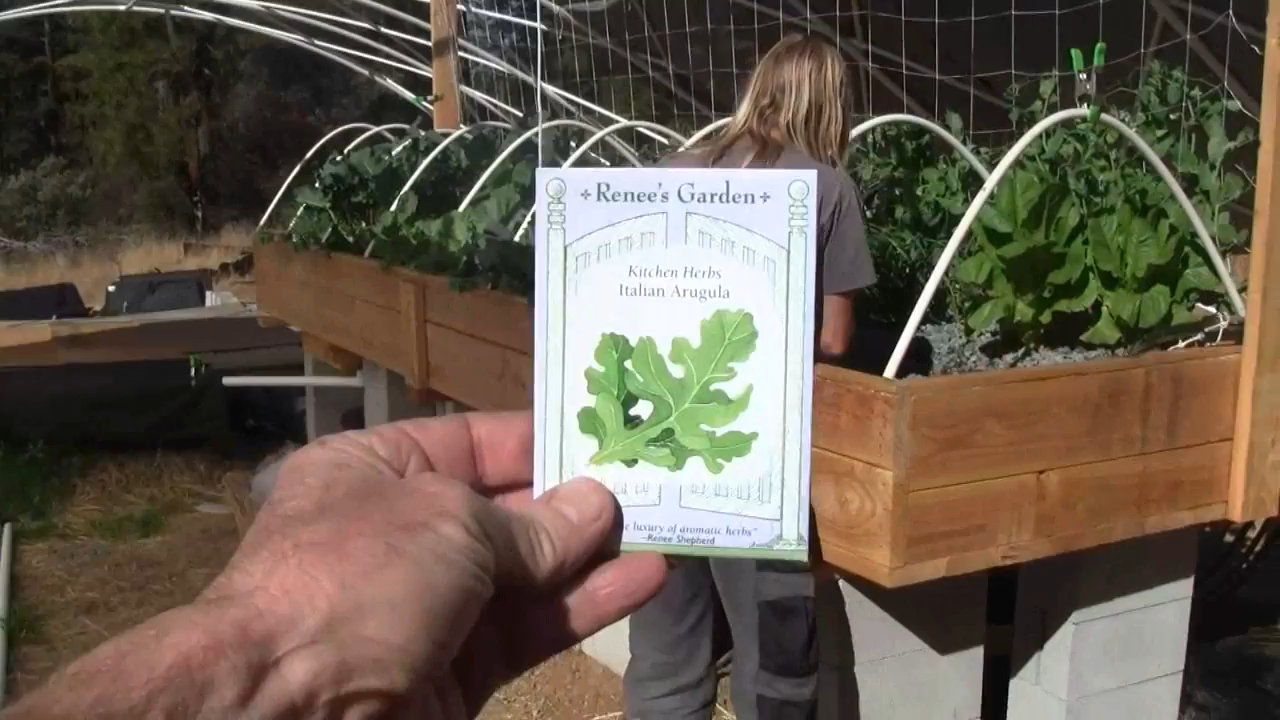 Renee's Garden
Kitchen Herbs
Italian Arugula
luxury of aromatic herbs"
—Renee Shepherd